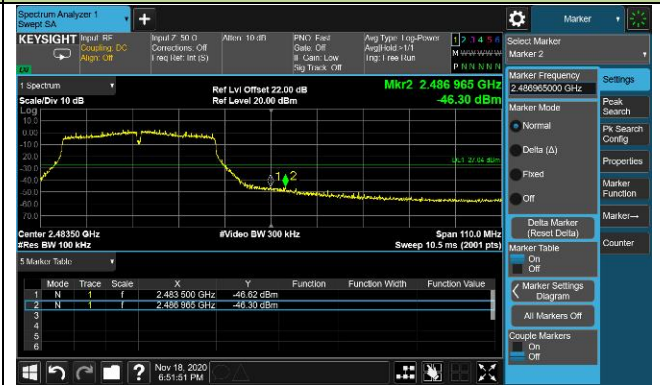 Spectrum Analyzer 1
Swept SA
Marker
KEYSIGHT
Input: RF
Coupling: DC
Align: Off
Input Z: 50 Ω
Corrections: Off
Freq Ref: Int (S)
Atten: 10 dB
PNO: Fast
Gate: Off
IF Gain: Low
Sig Track: Off
Avg Type: Log-Power
Avg|Hold:>1/1
Trig: Free Run
1 2 3 4 5 6
M W W W W W
P N N N N N
Select Marker
Marker 2
1 Spectrum
Scale/Div 10 dB
Log
Ref Lvl Offset 22.00 dB
Ref Level 20.00 dBm
Mkr2 2.486 965 GHz
-46.30 dBm
10.0
0.00
-10.0
-20.0
-30.0
-40.0
-50.0
-60.0
-70.0
1
2
Center 2.48350 GHz
#Res BW 100 kHz
#Video BW 300 kHz
Span 110.0 MHz
Sweep 10.5 ms (2001 pts)
5 Marker Table
Mode Trace Scale X Y Function Function Width Function Value
1 N 1 f 2.483 500 GHz -46.62 dBm
2 N 1 f 2.486 965 GHz -46.30 dBm
3
4
5
6
Marker Frequency
2.486965000 GHz
Marker Mode
Normal
Delta (Δ)
Fixed
Off
Delta Marker
(Reset Delta)
Marker Table
On
Off
Marker Settings
Diagram
All Markers Off
Couple Markers
On
Off
Settings
Peak
Search
Pk Search
Config
Properties
Marker
Function
Marker→
Counter
Nov 18, 2020
6:51:51 PM